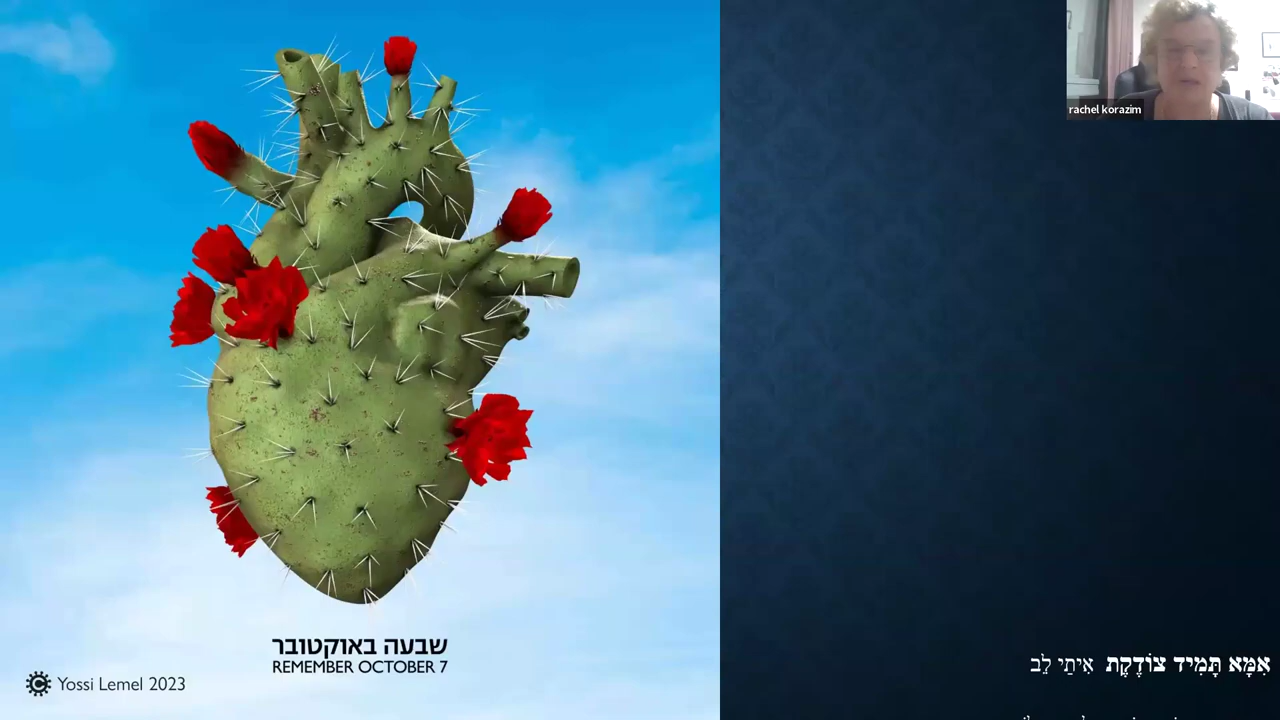 rachel korazim
שבעה באוקטובר
REMEMBER OCTOBER 7
Yossi Lemel 2023
אִמָּא תָּמִיד צוֹדֶקֶת אִיתַי לֵב